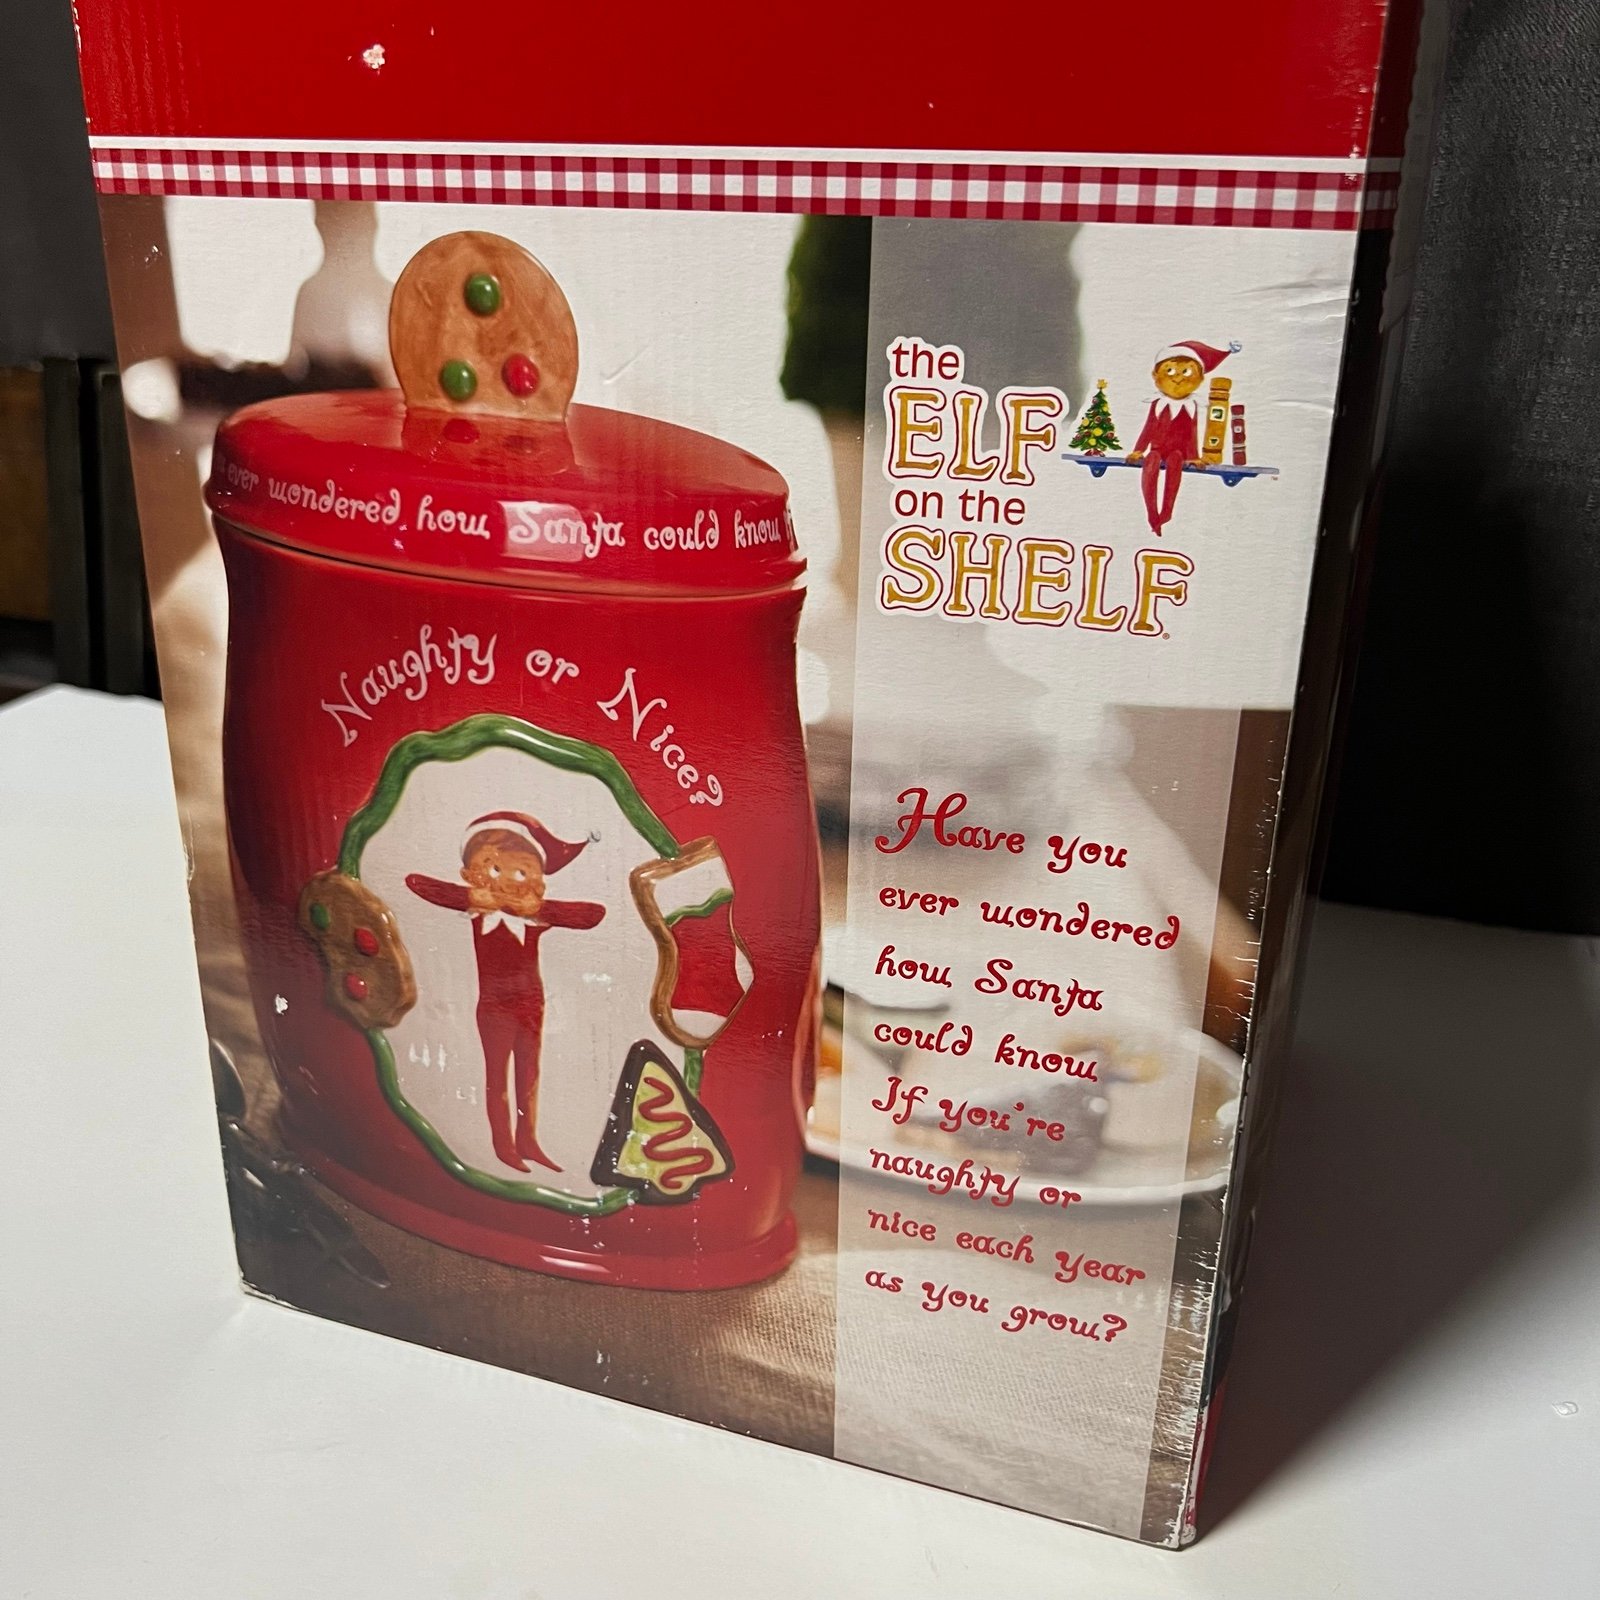 ever wondered how Santa could know
Naughty or Nice?
the
ELF
on the
SHELF®
Have you
ever wondered
how Santa
could know
If you're
naughty or
nice each year
as you grow?